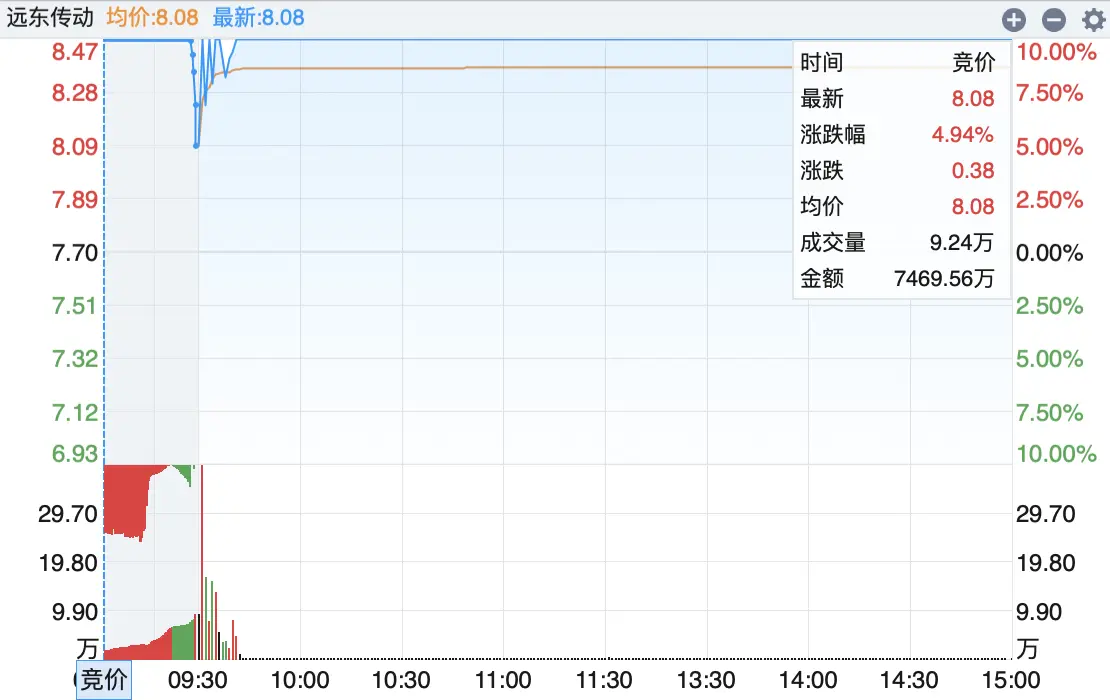 远东传动 均价:8.08 最新:8.08
8.47 10.00%
8.28 7.50%
8.09 5.00%
7.89 2.50%
7.70 0.00%
7.51 2.50%
7.32 5.00%
7.12 7.50%
6.93 10.00%
29.70 29.70
19.80 19.80
9.90 9.90
万 万
时间 竞价
最新 8.08
涨跌幅 4.94%
涨跌 0.38
均价 8.08
成交量 9.24万
金额 7469.56万
竞价 09:30 10:00 10:30 11:00 11:30 13:30 14:00 14:30 15:00